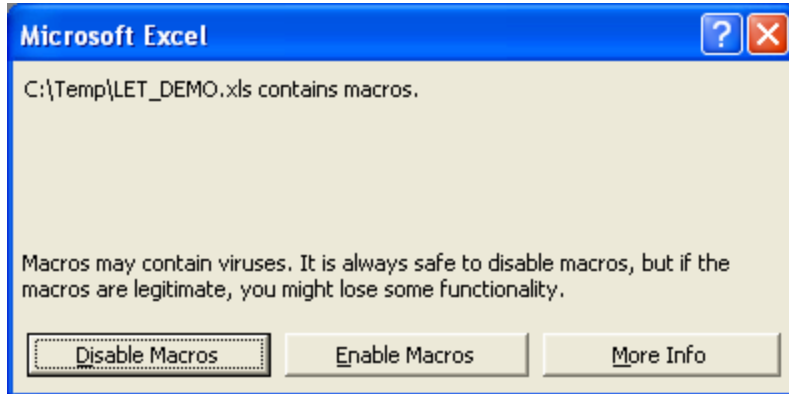 Microsoft Excel
C:\Temp\LET_DEMO.xls contains macros.
Macros may contain viruses. It is always safe to disable macros, but if the
macros are legitimate, you might lose some functionality.
Disable Macros Enable Macros More Info